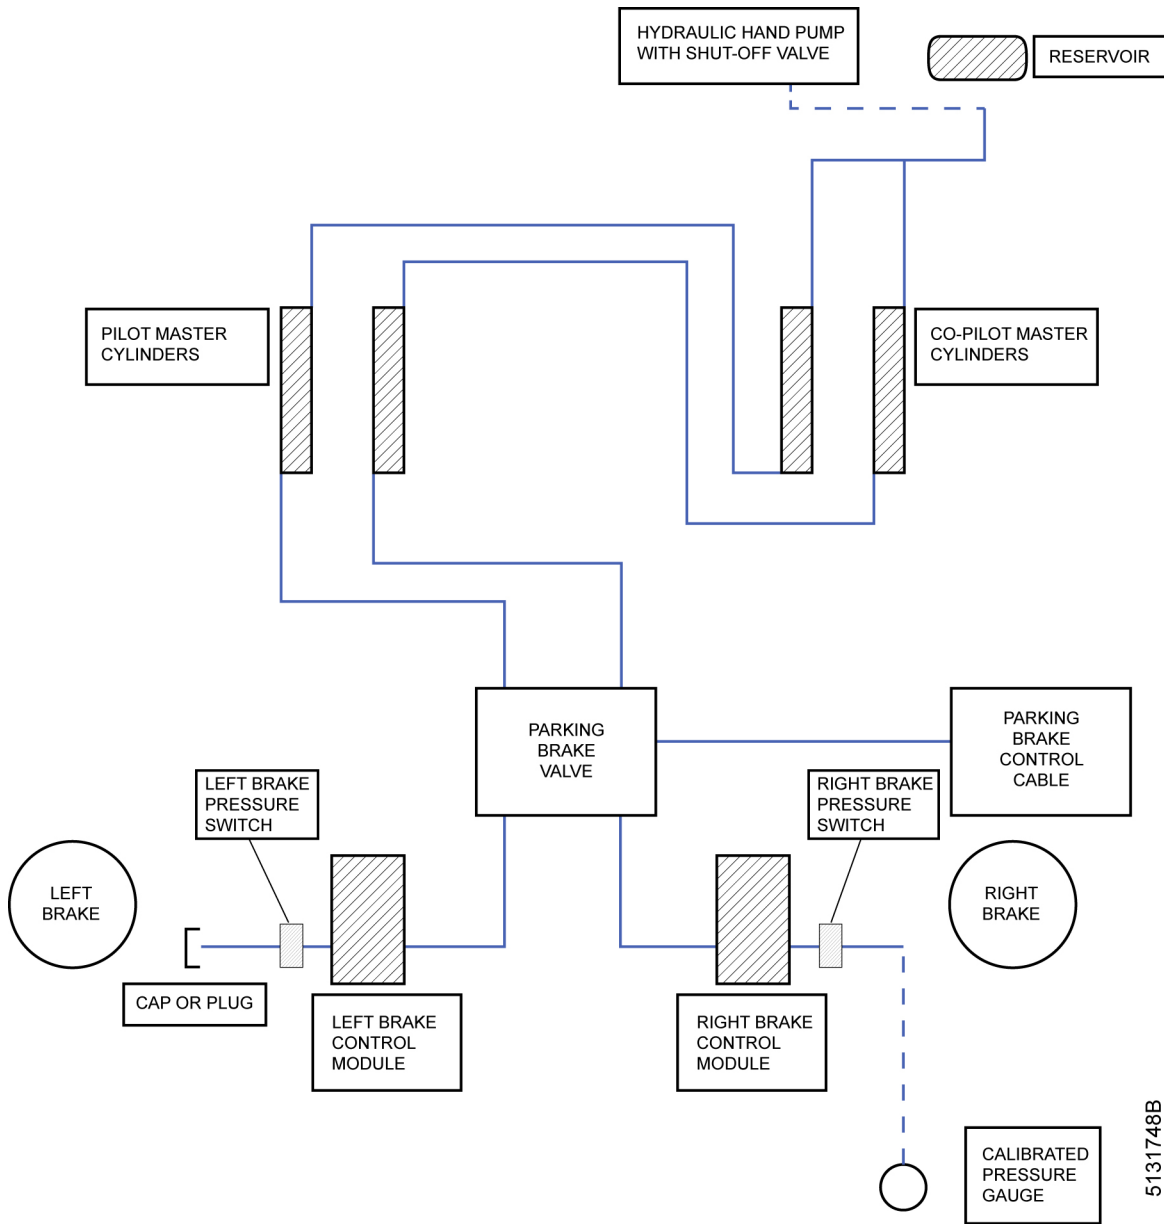 HYDRAULIC HAND PUMP
WITH SHUT-OFF VALVE
RESERVOIR
PILOT MASTER
CYLINDERS
CO-PILOT MASTER
CYLINDERS
PARKING
BRAKE
VALVE
PARKING
BRAKE
CONTROL
CABLE
LEFT BRAKE
PRESSURE
SWITCH
RIGHT BRAKE
PRESSURE
SWITCH
LEFT
BRAKE
RIGHT
BRAKE
CAP OR PLUG
LEFT BRAKE
CONTROL
MODULE
RIGHT BRAKE
CONTROL
MODULE
CALIBRATED
PRESSURE
GAUGE
5131748B